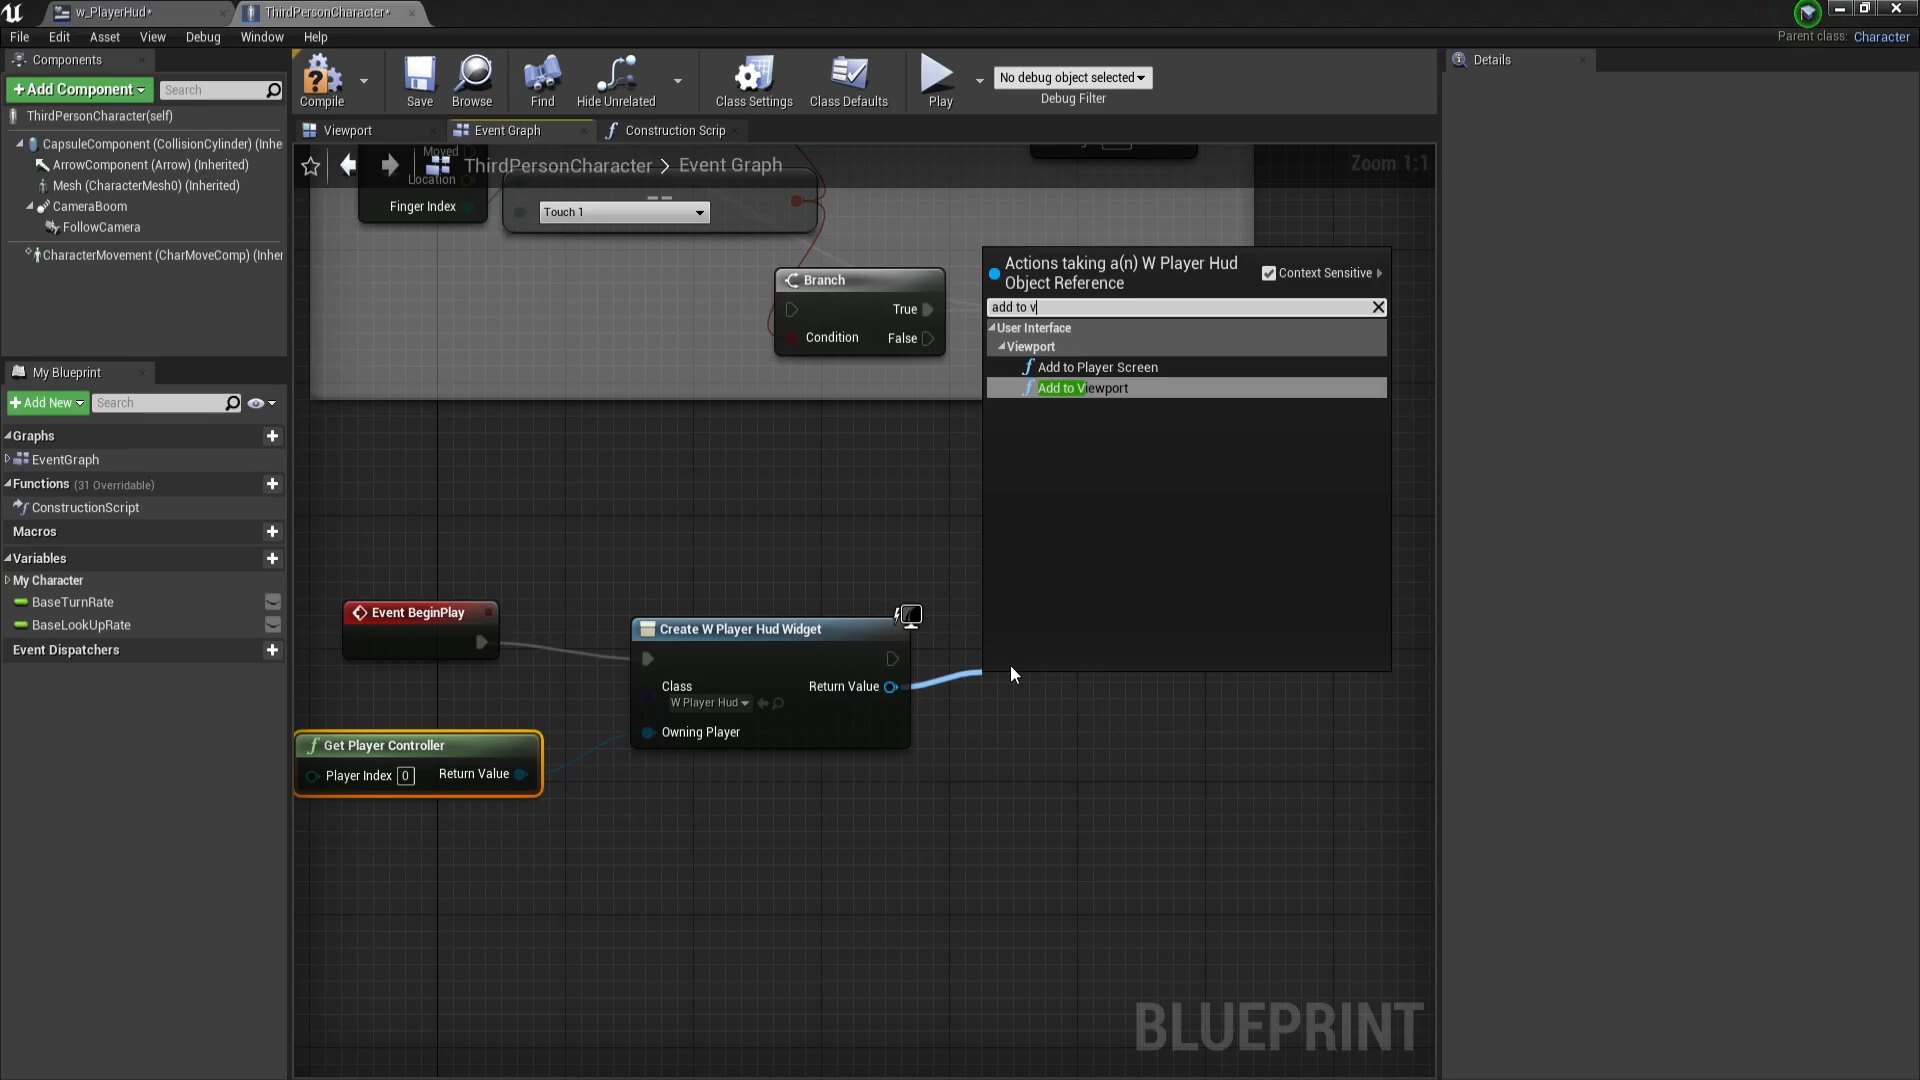 w_PlayerHud*
ThirdPersonCharacter*
File Edit Asset View Debug Window Help
Parent class: Character
Components
+Add Component
Search
ThirdPersonCharacter(self)
CapsuleComponent (CollisionCylinder) (Inhe
ArrowComponent (Arrow) (Inherited)
Mesh (CharacterMesh0) (Inherited)
CameraBoom
FollowCamera
CharacterMovement (CharMoveComp) (Inher
My Blueprint
+Add New
Search
Graphs
EventGraph
Functions (31 Overridable)
ConstructionScript
Macros
Variables
My Character
BaseTurnRate
BaseLookUpRate
Event Dispatchers
Compile
Save
Browse
Find
Hide Unrelated
Class Settings
Class Defaults
Play
No debug object selected
Debug Filter
Viewport
Event Graph
Construction Scrip
ThirdPersonCharacter > Event Graph
Zoom 1:1
Moved
Location
Finger Index
Touch 1
Branch
True
Condition
False
Actions taking a(n) W Player Hud
Object Reference
Context Sensitive
add to v
User Interface
Viewport
Add to Player Screen
Add to Viewport
Event BeginPlay
Create W Player Hud Widget
Class
W Player Hud
Return Value
Owning Player
Get Player Controller
Player Index 0
Return Value
BLUEPRINT
Details